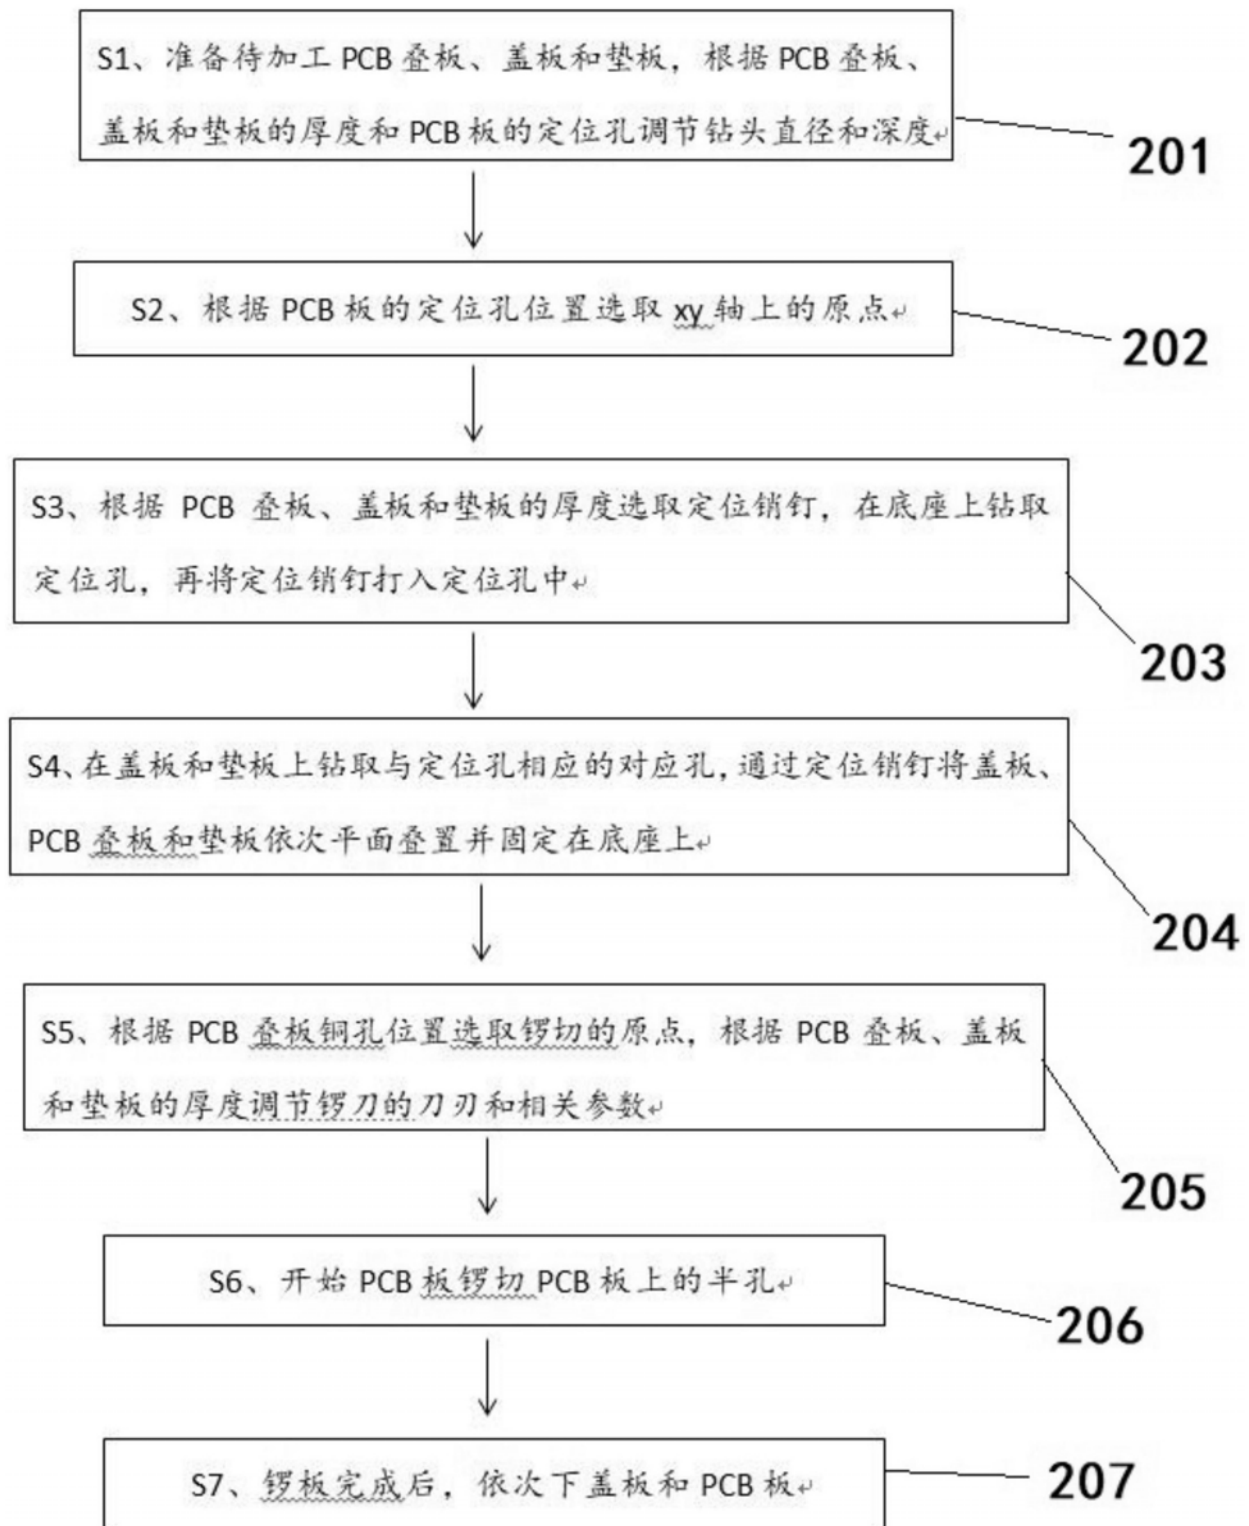 S1、准备待加工 PCB 叠板、盖板和垫板，根据 PCB 叠板、
盖板和垫板的厚度和 PCB 板的定位孔调节钻头直径和深度↵
201
S2、根据 PCB 板的定位孔位置选取 xy 轴上的原点↵
202
S3、根据 PCB 叠板、盖板和垫板的厚度选取定位销钉，在底座上钻取
定位孔，再将定位销钉打入定位孔中↵
203
S4、在盖板和垫板上钻取与定位孔相应的对应孔，通过定位销钉将盖板、
PCB 叠板和垫板依次平面叠置并固定在底座上↵
204
S5、根据 PCB 叠板铜孔位置选取锣切的原点，根据 PCB 叠板、盖板
和垫板的厚度调节锣刀的刀刃和相关参数↵
205
S6、开始 PCB 板锣切 PCB 板上的半孔↵
206
S7、锣板完成后，依次下盖板和 PCB 板↵
207